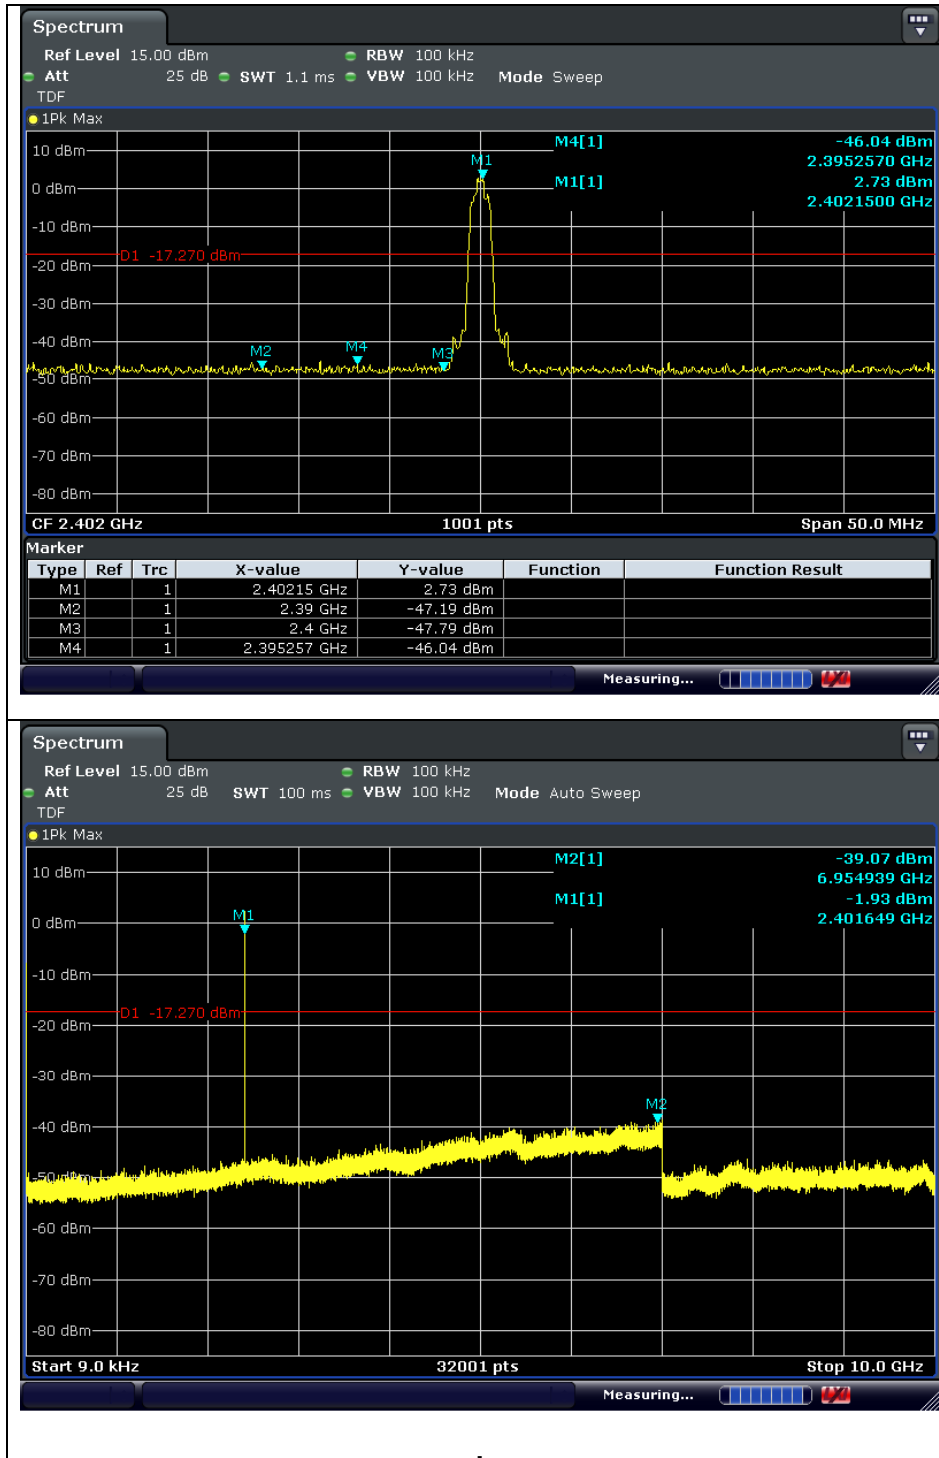 Spectrum
Ref Level 15.00 dBm RBW 100 kHz
Att 25 dB SWT 1.1 ms VBW 100 kHz Mode Sweep
TDF
1Pk Max
M4[1] -46.04 dBm
2.3952570 GHz
M1[1] 2.73 dBm
2.4021500 GHz
10 dBm
M1
0 dBm
-10 dBm
D1 -17.270 dBm
-20 dBm
-30 dBm
-40 dBm
M2 M4 M3
-50 dBm
-60 dBm
-70 dBm
-80 dBm
CF 2.402 GHz 1001 pts Span 50.0 MHz
Marker
Type Ref Trc X-value Y-value Function Function Result
M1 1 2.40215 GHz 2.73 dBm
M2 1 2.39 GHz -47.19 dBm
M3 1 2.4 GHz -47.79 dBm
M4 1 2.395257 GHz -46.04 dBm
Measuring...
Spectrum
Ref Level 15.00 dBm RBW 100 kHz
Att 25 dB SWT 100 ms VBW 100 kHz Mode Auto Sweep
TDF
1Pk Max
M2[1] -39.07 dBm
6.954939 GHz
M1[1] -1.93 dBm
2.401649 GHz
10 dBm
M1
0 dBm
-10 dBm
D1 -17.270 dBm
-20 dBm
-30 dBm
M2
-40 dBm
-50 dBm
-60 dBm
-70 dBm
-80 dBm
Start 9.0 kHz 32001 pts Stop 10.0 GHz
Measuring...